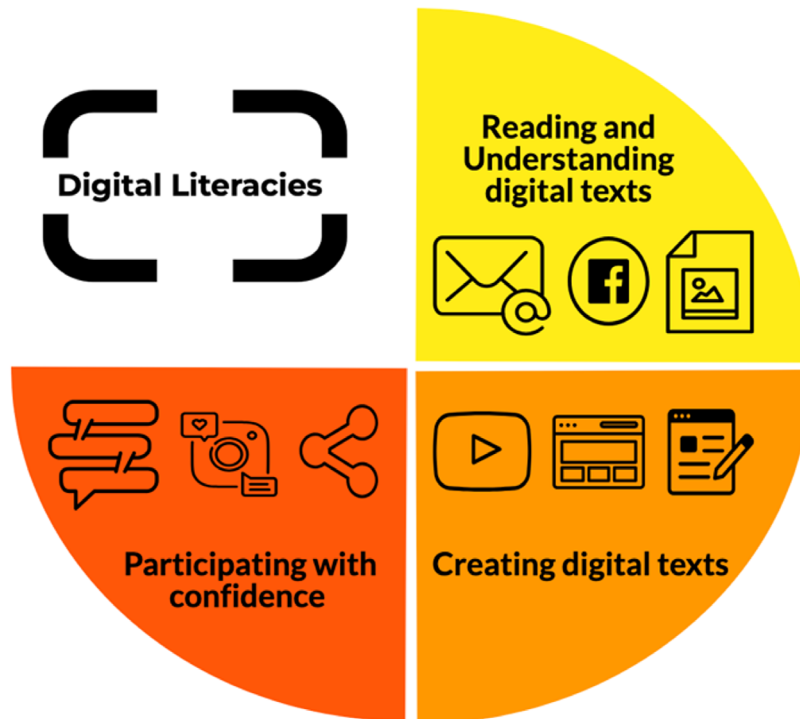 Digital Literacies
Reading and
Understanding
digital texts
@
f
Participating with
confidence
Creating digital texts